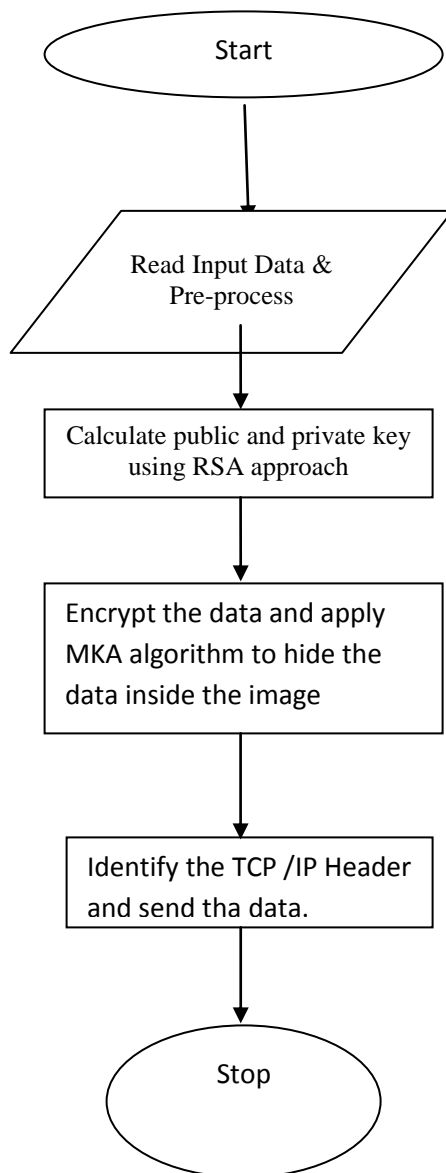 Start
Read Input Data &
Pre-process
Calculate public and private key
using RSA approach
Encrypt the data and apply
MKA algorithm to hide the
data inside the image
Identify the TCP /IP Header
and send tha data.
Stop